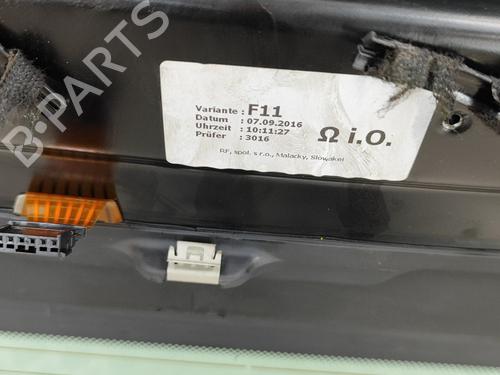 Variante : F11
Datum : 07.09.2016
Uhrzeit : 10:11:27
Prüfer : 3016
Ω i.O.
RF, spol. s r.o., Malacky, Slowakei
B-PARTS